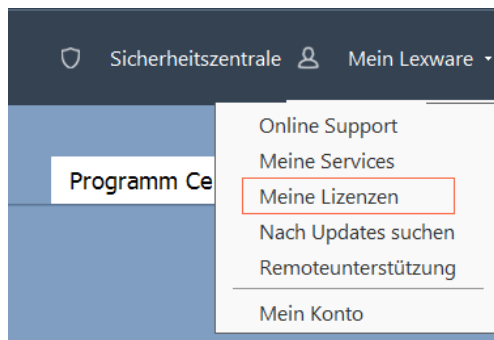 Sicherheitszentrale Mein Lexware
Online Support
Meine Services
Programm Ce
Meine Lizenzen
Nach Updates suchen
Remoteunterstützung
Mein Konto